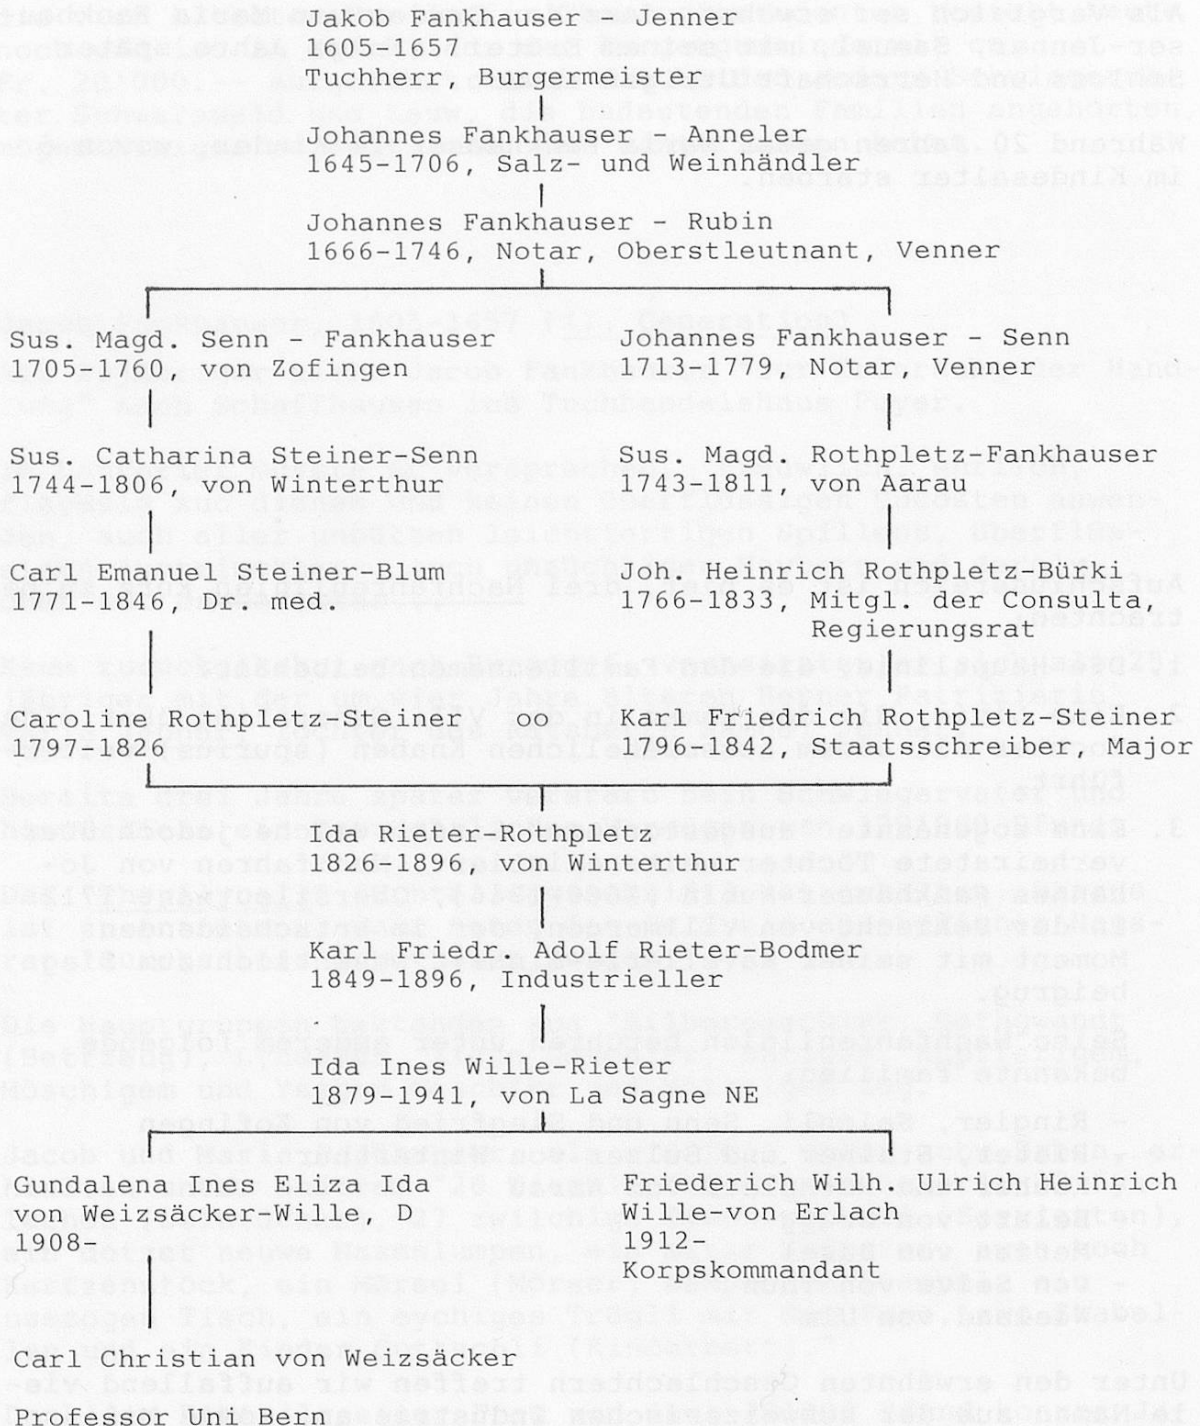 Jakob Fankhauser - Jenner
1605-1657
Tuchherr, Burgermeister
Johannes Fankhauser - Anneler
1645-1706, Salz- und Weinhändler
Johannes Fankhauser - Rubin
1666-1746, Notar, Oberstleutnant, Venner
Sus. Magd. Senn - Fankhauser
1705-1760, von Zofingen
Johannes Fankhauser - Senn
1713-1779, Notar, Venner
Sus. Catharina Steiner-Senn
1744-1806, von Winterthur
Sus. Magd. Rothpletz-Fankhauser
1743-1811, von Aarau
Carl Emanuel Steiner-Blum
1771-1846, Dr. med.
Joh. Heinrich Rothpletz-Bürki
1766-1833, Mitgl. der Consulta,
Regierungsrat
Caroline Rothpletz-Steiner oo
1797-1826
Karl Friedrich Rothpletz-Steiner
1796-1842, Staatsschreiber, Major
Ida Rieter-Rothpletz
1826-1896, von Winterthur
Karl Friedr. Adolf Rieter-Bodmer
1849-1896, Industrieller
Ida Ines Wille-Rieter
1879-1941, von La Sagne NE
Gundalena Ines Eliza Ida
von Weizsäcker-Wille, D
1908-
Friederich Wilh. Ulrich Heinrich
Wille-von Erlach
1912-
Korpskommandant
Carl Christian von Weizsäcker
Professor Uni Bern